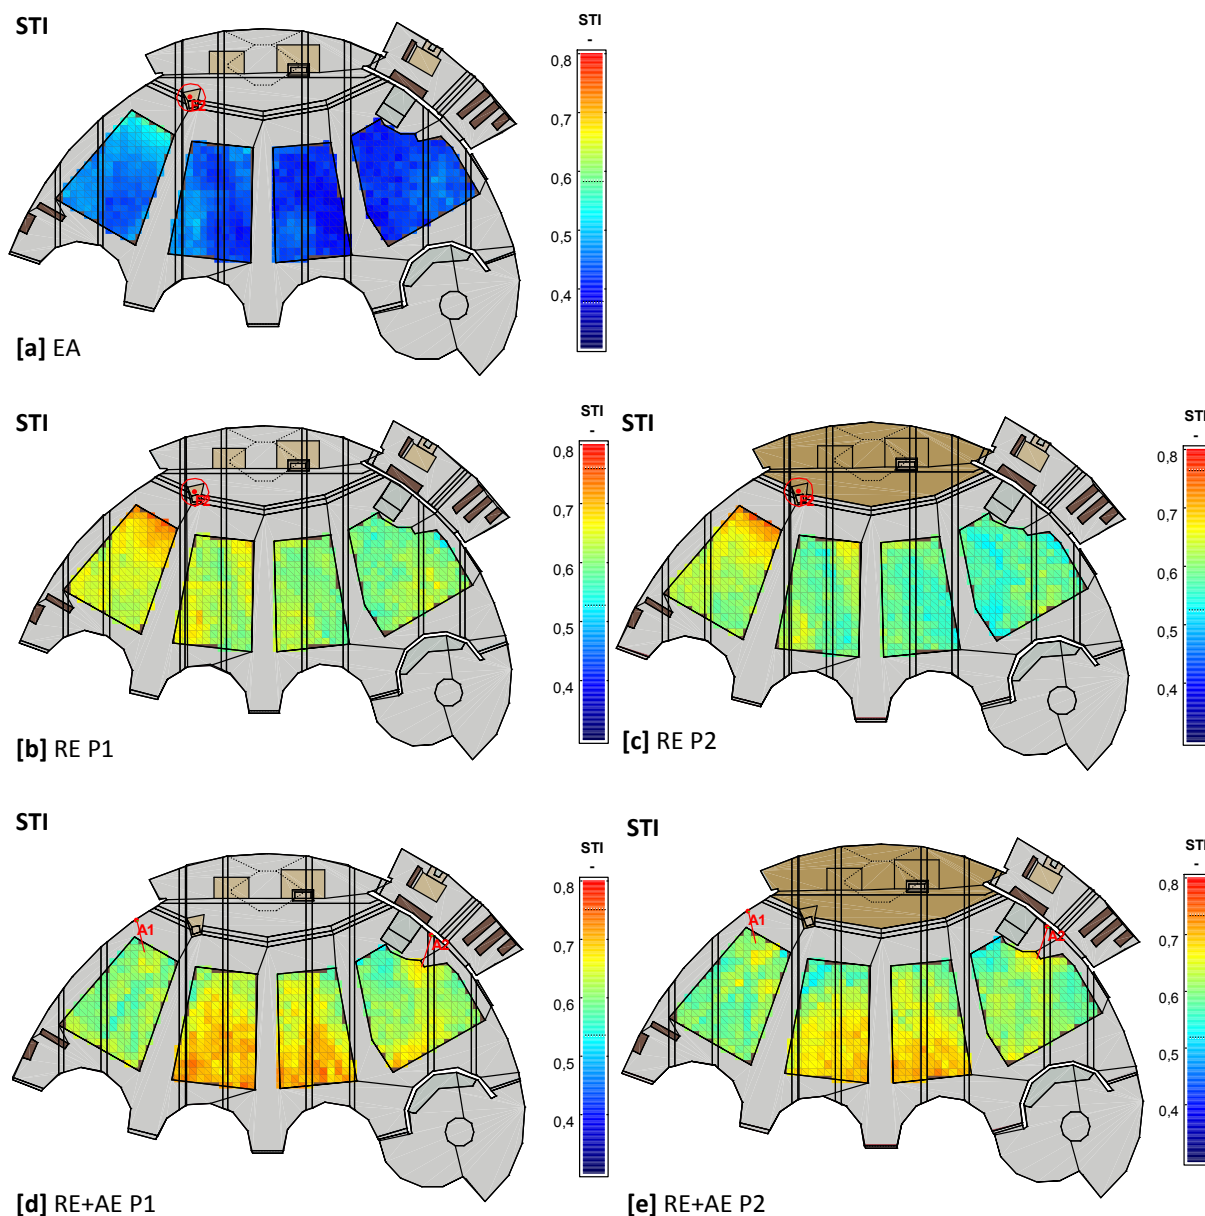 STI
STI
-
0,8
0,7
0,6
0,5
0,4
[a] EA
STI
STI
-
0,8
0,7
0,6
0,5
0,4
[b] RE P1
STI
STI
-
0,8
0,7
0,6
0,5
0,4
[c] RE P2
STI
STI
-
0,8
0,7
0,6
0,5
0,4
A1
A2
[d] RE+AE P1
STI
STI
-
0,8
0,7
0,6
0,5
0,4
A1
A2
[e] RE+AE P2